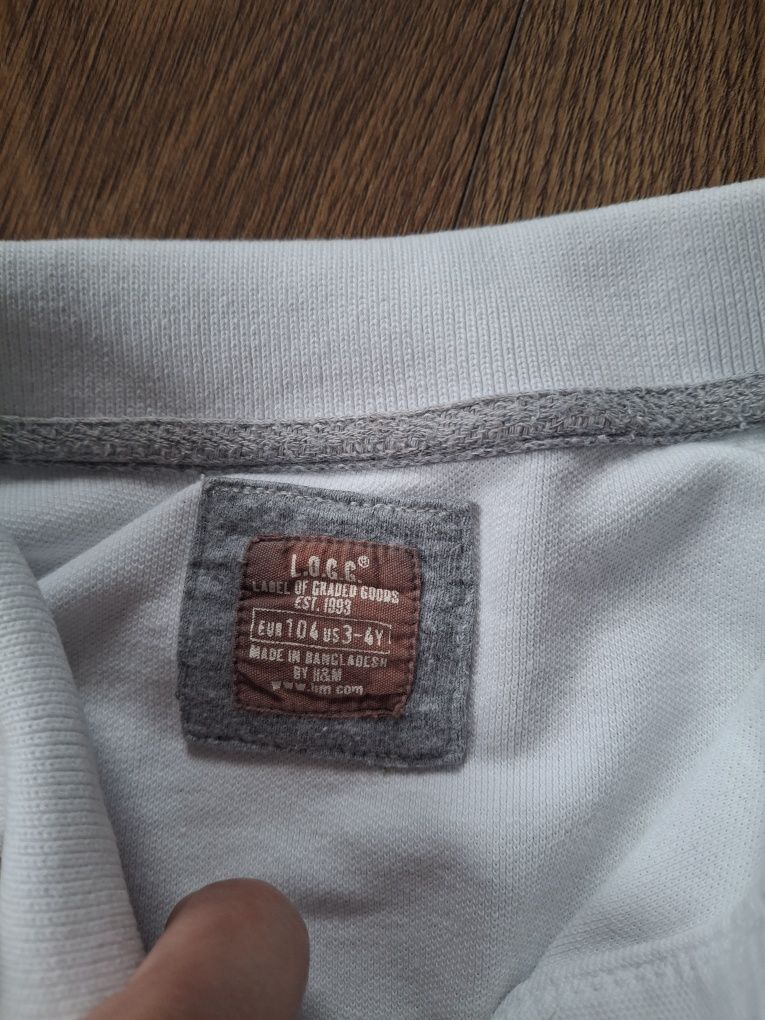 L.O.G.G.®
LABEL OF GRADED GOODS
EST. 1993
EUR 104 US 3-4Y
MADE IN BANGLADESH
BY H&M
www.hm.com